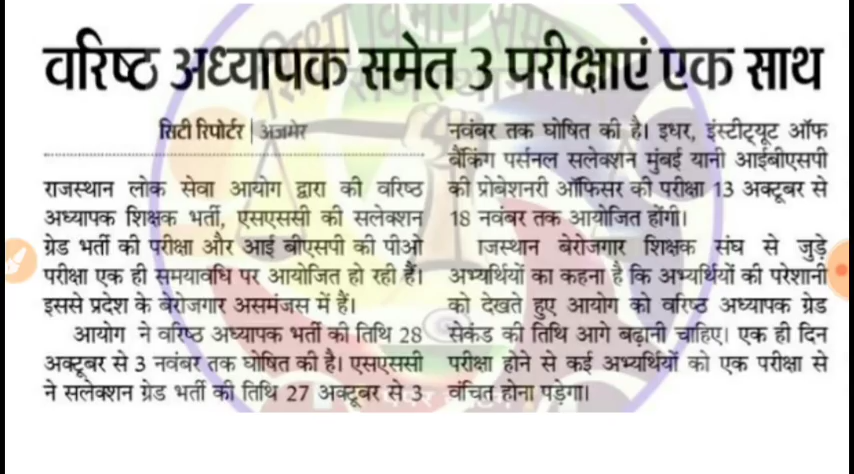 वरिष्ठ अध्यापक समेत 3 परीक्षाएं एक साथ
सिटी रिपोर्टर | अजमेर
राजस्थान लोक सेवा आयोग द्वारा की वरिष्ठ
अध्यापक शिक्षक भर्ती, एसएससी की सलेक्शन
ग्रेड भर्ती की परीक्षा और आई बीएसपी की पीओ
परीक्षा एक ही समयावधि पर आयोजित हो रही हैं।
इससे प्रदेश के बेरोजगार असमंजस में हैं।
आयोग ने वरिष्ठ अध्यापक भर्ती की तिथि 28
अक्टूबर से 3 नवंबर तक घोषित की है। एसएससी
ने सलेक्शन ग्रेड भर्ती की तिथि 27 अक्टूबर से 3
नवंबर तक घोषित की है। इधर, इंस्टीट्यूट ऑफ
बैंकिंग पर्सनल सलेक्शन मुंबई यानी आईबीएसपी
की प्रोबेशनरी ऑफिसर की परीक्षा 13 अक्टूबर से
18 नवंबर तक आयोजित होंगी।
राजस्थान बेरोजगार शिक्षक संघ से जुड़े
अभ्यर्थियों का कहना है कि अभ्यर्थियों की परेशानी
को देखते हुए आयोग को वरिष्ठ अध्यापक ग्रेड
सेकंड की तिथि आगे बढ़ानी चाहिए। एक ही दिन
परीक्षा होने से कई अभ्यर्थियों को एक परीक्षा से
वंचित होना पड़ेगा।